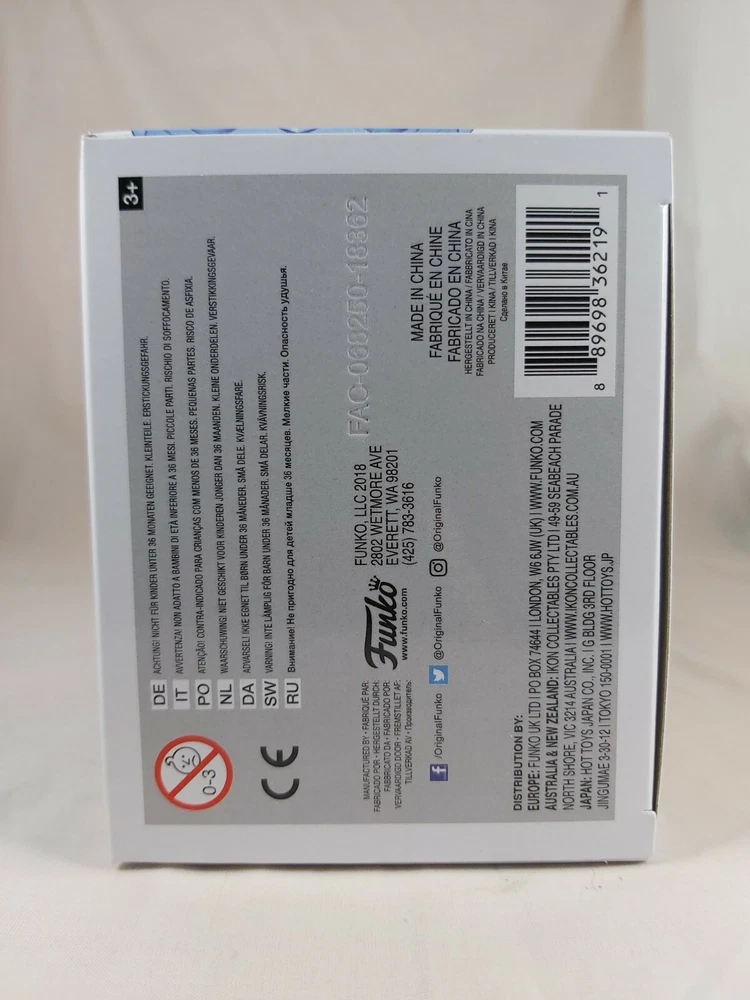 3+
DE ACHTUNG! NICHT FÜR KINDER UNTER 36 MONATEN GEEIGNET. KLEINTEILE. ERSTICKUNGSGEFAHR.
IT AVVERTENZA! NON ADATTO A BAMBINI DI ETÀ INFERIORE A 36 MESI. PICCOLE PARTI. RISCHIO DI SOFFOCAMENTO.
PO ATENÇÃO! CONTRA-INDICADO PARA CRIANÇAS COM MENOS DE 36 MESES. PEQUENAS PARTES. RISCO DE ASFIXIA.
NL WAARSCHUWING! NIET GESCHIKT VOOR KINDEREN JONGER DAN 36 MAANDEN. KLEINE ONDERDELEN. VERSTIKKINGSGEVAAR.
DA ADVARSEL! IKKE EGNET TIL BØRN UNDER 36 MÅNEDER. SMÅ DELE. KVÆLNINGSFARE.
SW VARNING! INTE LÄMPLIG FÖR BARN UNDER 36 MÅNADER. SMÅ DELAR. KVÄVNINGSRISK.
RU Внимание! Не пригодно для детей младше 36 месяцев. Мелкие части. Опасность удушья.
0-3
CE
FAC-038250-18362
MANUFACTURED BY • FABRIQUÉ PAR:
FABRICADO POR • HERGESTELLT DURCH:
FABBRICATO DA • FABRICADO POR:
VERVAARDIGD DOOR • FREMSTILLET AF:
TILLVERKAD AV • Производитель:
Funko
www.funko.com
FUNKO, LLC 2018
2802 WETMORE AVE
EVERETT, WA 98201
(425) 783-3616
/OriginalFunko @OriginalFunko @OriginalFunko
MADE IN CHINA
FABRIQUÉ EN CHINE
FABRICADO EN CHINA
HERGESTELLT IN CHINA / FABBRICATO IN CINA
FABRICADO NA CHINA / VERVAARDIGD IN CHINA
PRODUCERET I KINA / TILLVERKAD I KINA
Сделано в Китае
DISTRIBUTION BY:
EUROPE: FUNKO UK LTD | PO BOX 74644 | LONDON, W6 6JW (UK) | WWW.FUNKO.COM
AUSTRALIA & NEW ZEALAND: IKON COLLECTABLES PTY LTD | 49-59 SEABEACH PARADE
NORTH SHORE, VIC 3214 AUSTRALIA | WWW.IKONCOLLECTABLES.COM.AU
JAPAN: HOT TOYS JAPAN CO., INC. | G BLDG 3RD FLOOR
JINGUMAE 3-30-12 | TOKYO 150-0001 | WWW.HOTTOYS.JP
8 89698 36219 1